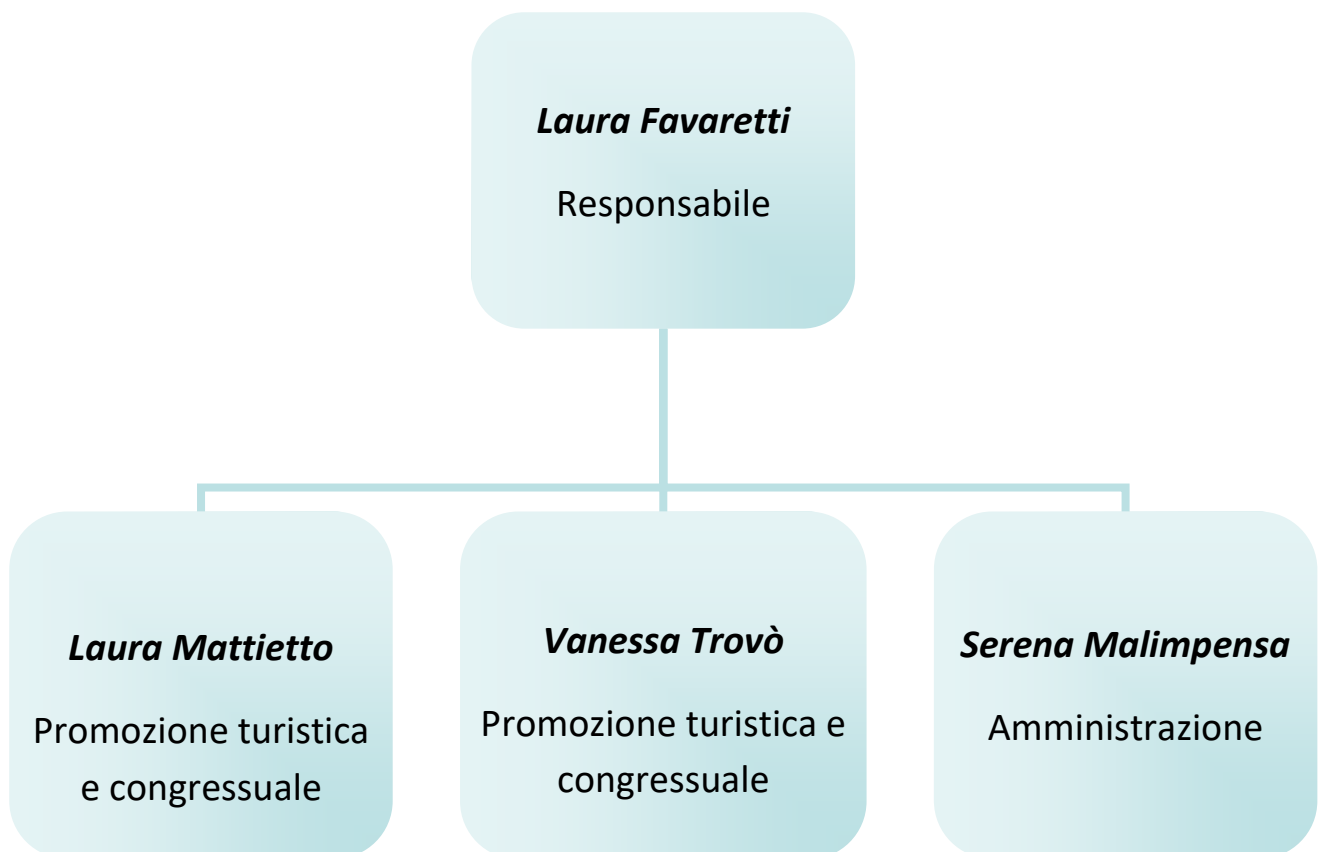 Laura Favaretti
Responsabile
Laura Mattietto
Promozione turistica
e congressuale
Vanessa Trovò
Promozione turistica e
congressuale
Serena Malimpensa
Amministrazione